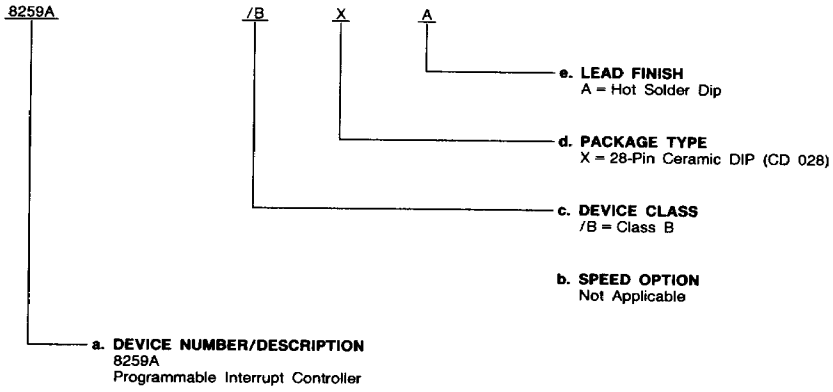 8259A /B X A
e. LEAD FINISH
A = Hot Solder Dip
d. PACKAGE TYPE
X = 28-Pin Ceramic DIP (CD 028)
c. DEVICE CLASS
/B = Class B
b. SPEED OPTION
Not Applicable
a. DEVICE NUMBER/DESCRIPTION
8259A
Programmable Interrupt Controller